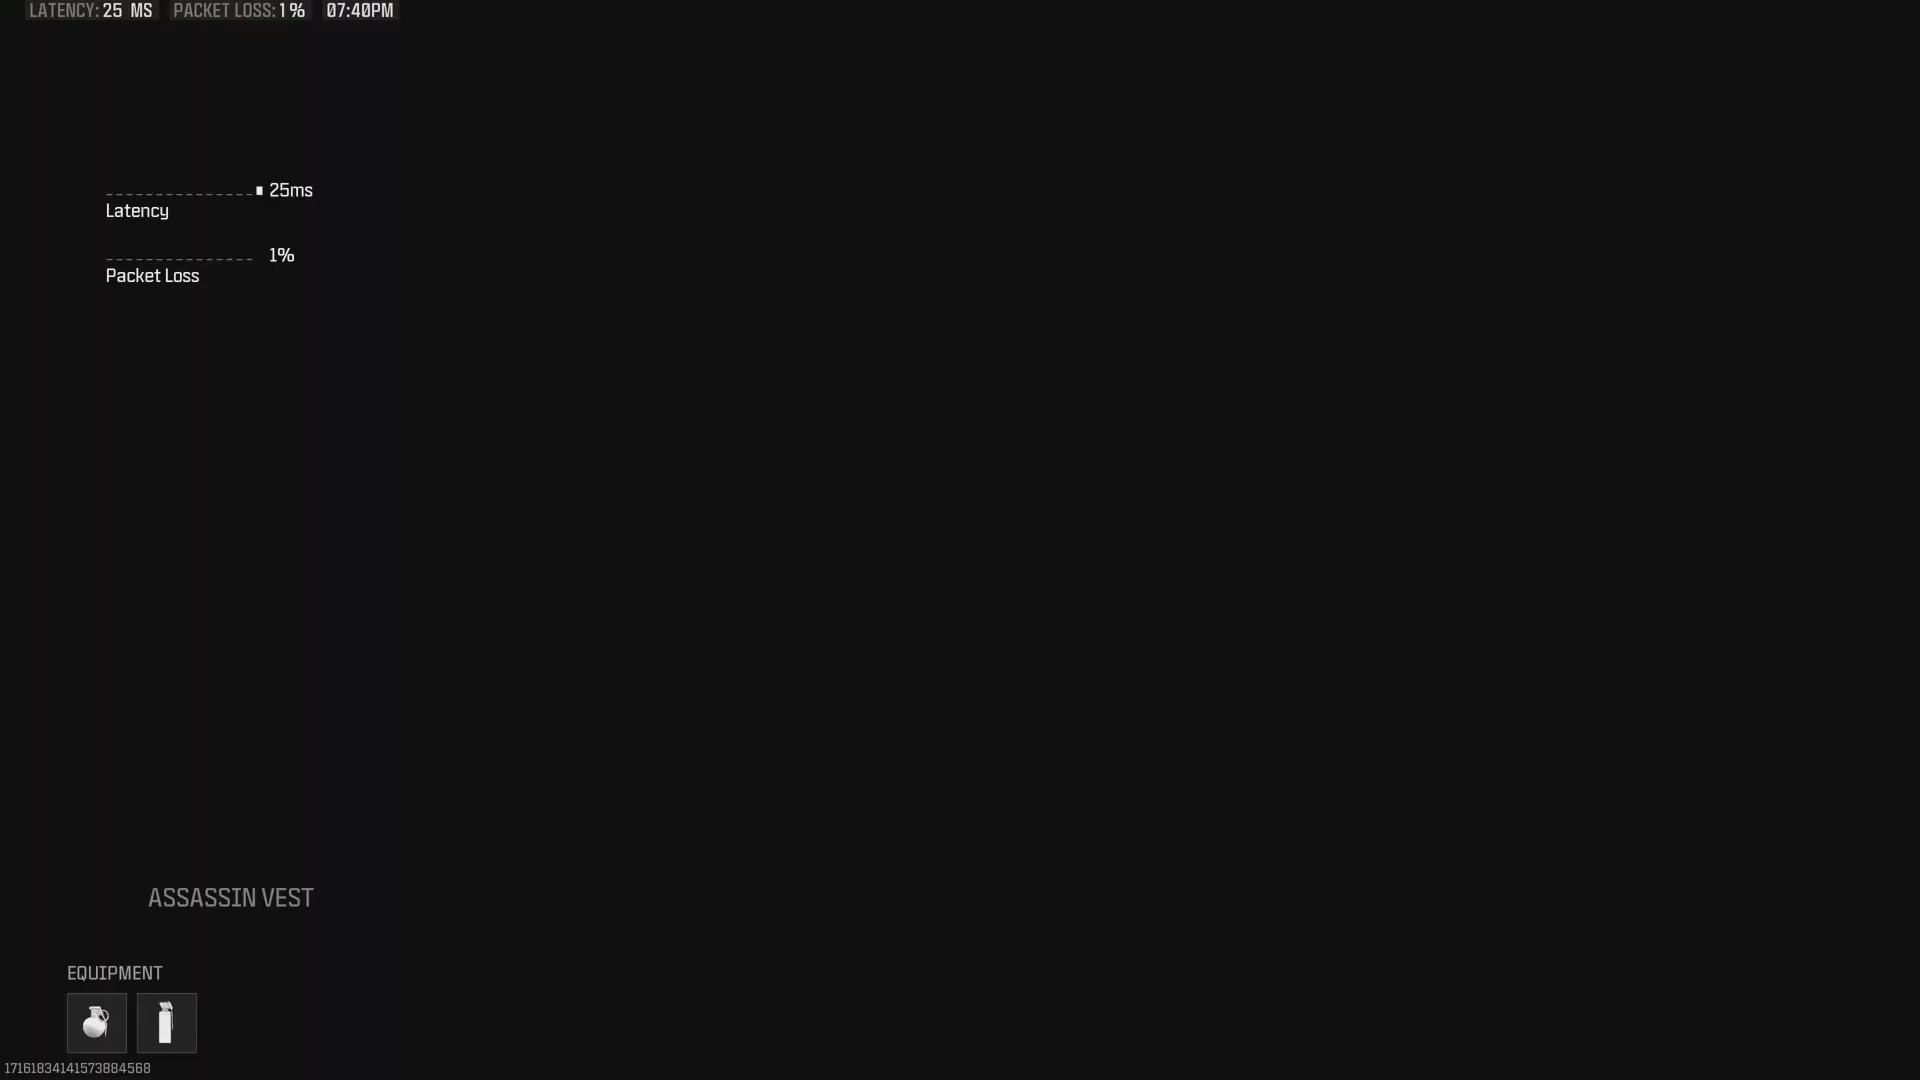 LATENCY: 25 MS PACKET LOSS: 1 % 07:40PM
25ms
Latency
1%
Packet Loss
ASSASSIN VEST
EQUIPMENT
17161834141573884568